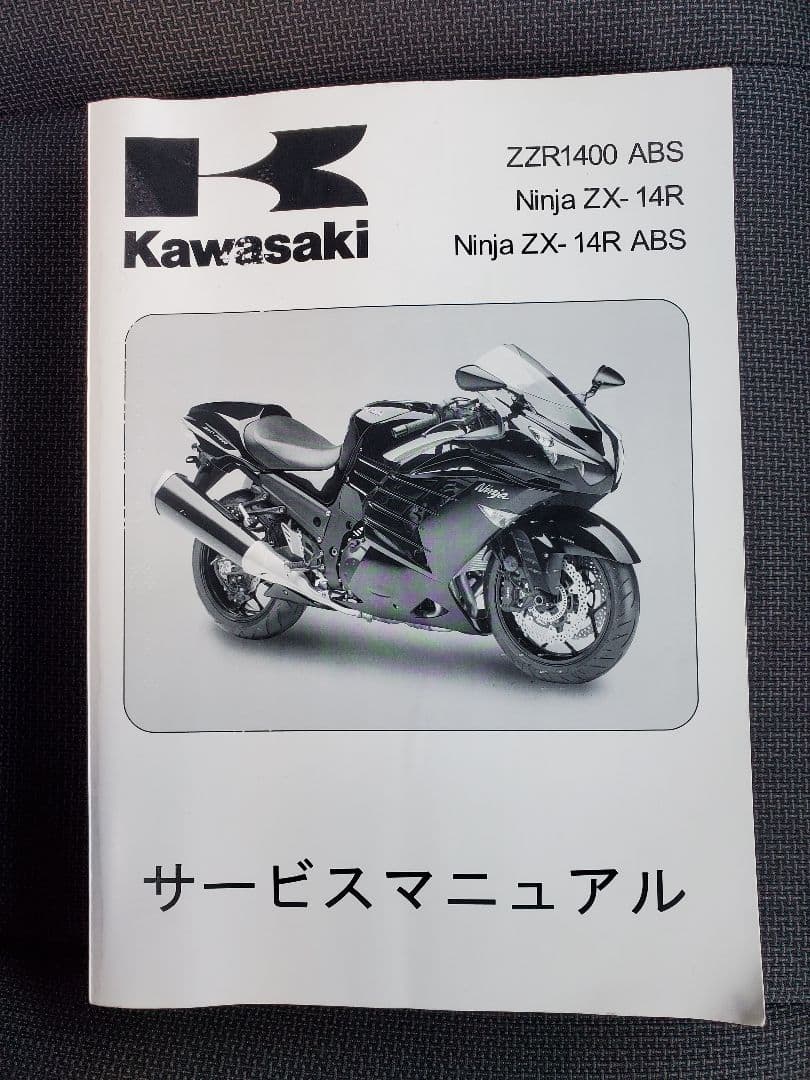 Kawasaki
ZZR1400 ABS
Ninja ZX-14R
Ninja ZX-14R ABS
Ninja
サービスマニュアル